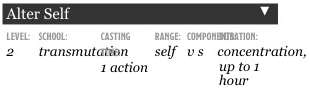 Alter Self ▼
LEVEL: SCHOOL: CASTING RANGE: COMPONENTS: DURATION:
2 transmutation self v s concentration,
1 action up to 1
hour